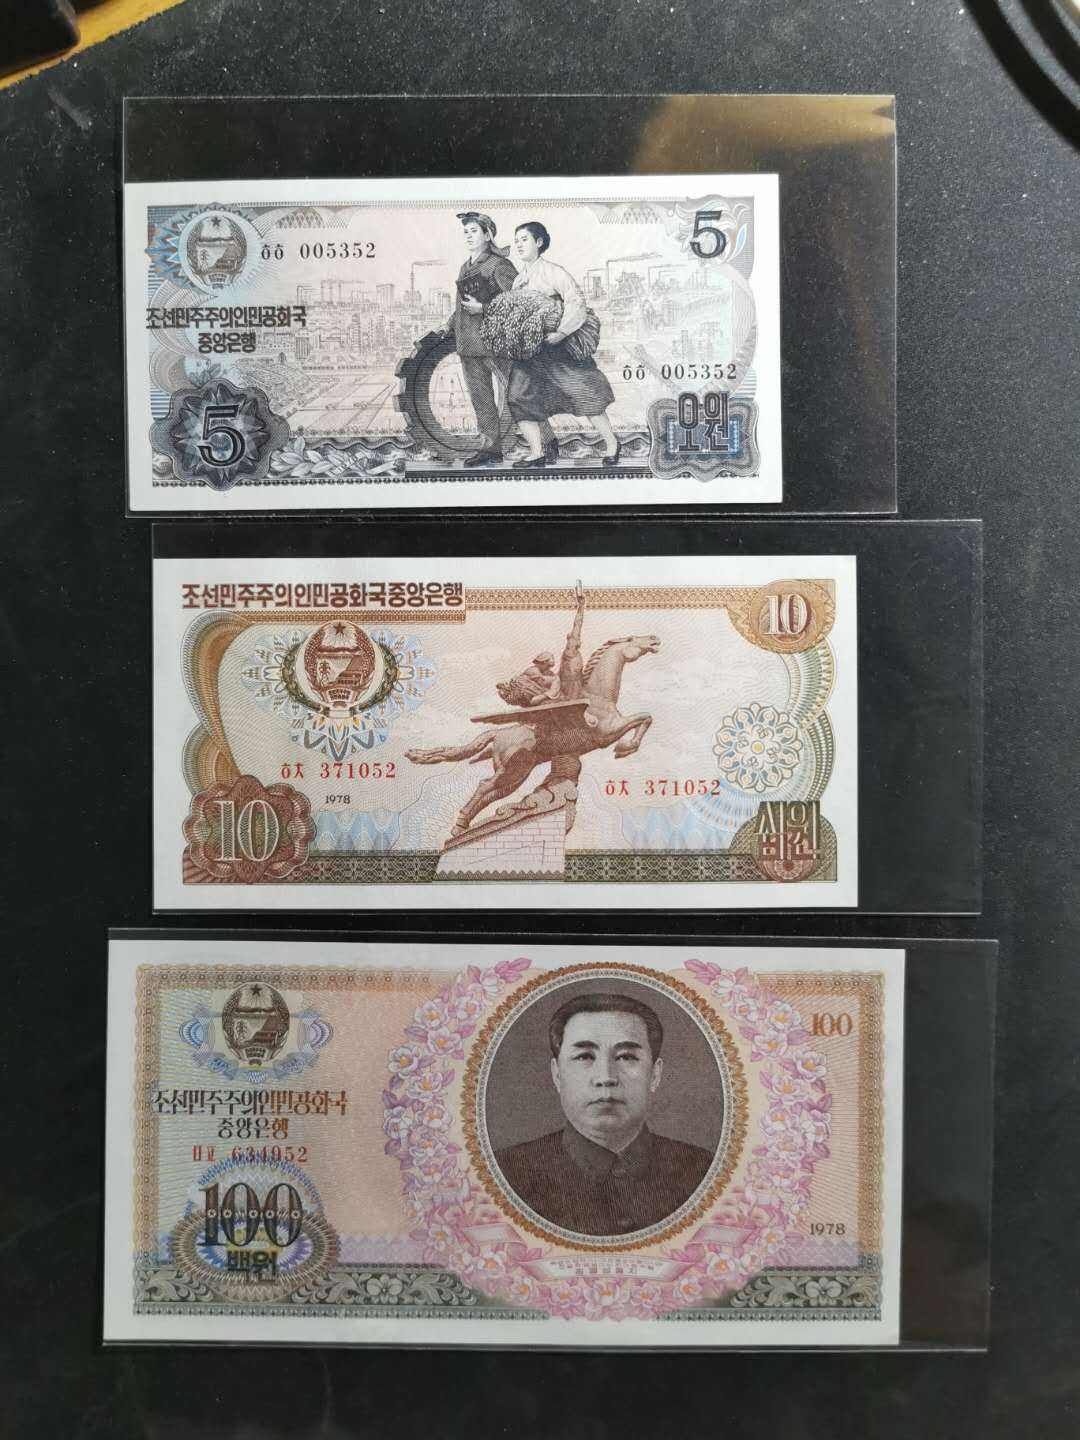 ㅎㅎ 005352
5
조선민주주의인민공화국
중앙은행
ㅎㅎ 005352
5
오원
조선민주주의인민공화국중앙은행
10
ㅎㅈ 371052
ㅎㅈ 371052
1978
10
십원
100
조선민주주의인민공화국
중앙은행
ㅂㄹ 634952
100
백원
1978